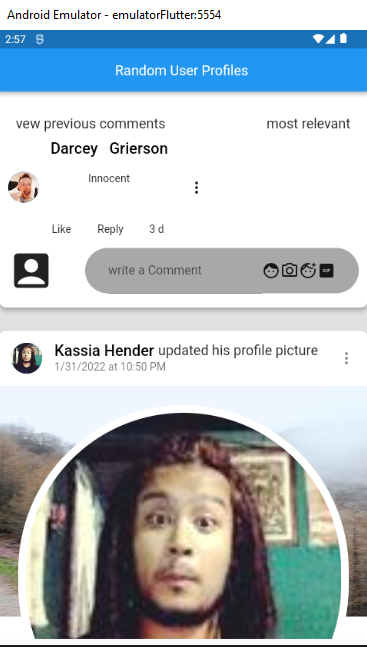 Android Emulator - emulatorFlutter:5554
2:57
Random User Profiles
vew previous comments most relevant
Darcey Grierson
Innocent
Like Reply 3 d
write a Comment GIF
Kassia Hender updated his profile picture
1/31/2022 at 10:50 PM